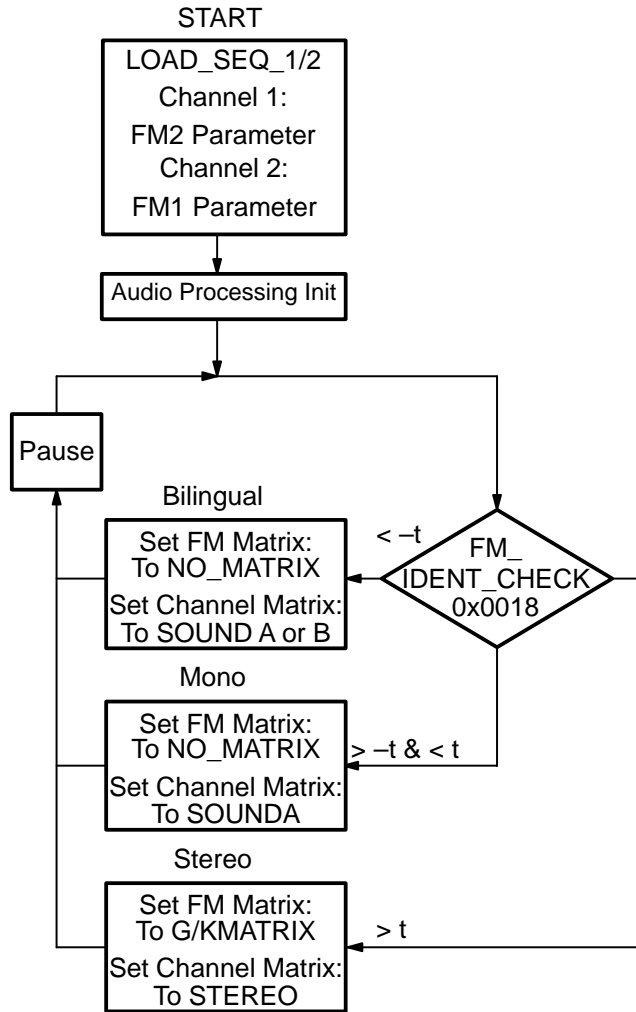 START
LOAD_SEQ_1/2
Channel 1:
FM2 Parameter
Channel 2:
FM1 Parameter
Audio Processing Init
Pause
Bilingual
Set FM Matrix:
To NO_MATRIX
Set Channel Matrix:
To SOUND A or B
< –t
FM_
IDENT_CHECK
0x0018
Mono
Set FM Matrix:
To NO_MATRIX
Set Channel Matrix:
To SOUNDA
> –t & < t
Stereo
Set FM Matrix:
To G/KMATRIX
Set Channel Matrix:
To STEREO
> t